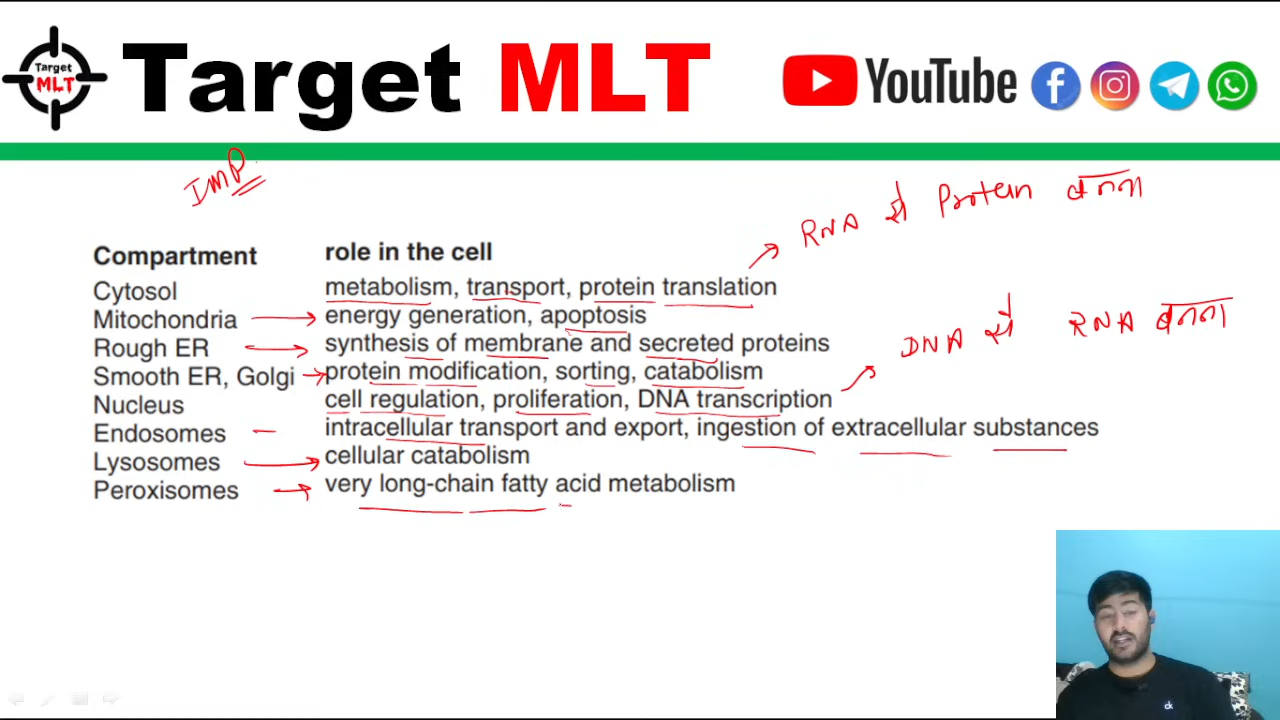 Target MLT
Target MLT YouTube
ImP.
RNA से Protein बनना
Compartment role in the cell
Cytosol metabolism, transport, protein translation
Mitochondria energy generation, apoptosis
Rough ER synthesis of membrane and secreted proteins
DNA से RNA बनना
Smooth ER, Golgi protein modification, sorting, catabolism
Nucleus cell regulation, proliferation, DNA transcription
Endosomes intracellular transport and export, ingestion of extracellular substances
Lysosomes cellular catabolism
Peroxisomes very long-chain fatty acid metabolism
ck